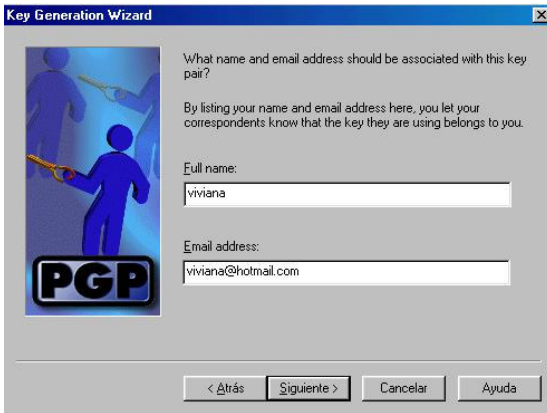 Key Generation Wizard
What name and email address should be associated with this key
pair?
By listing your name and email address here, you let your
correspondents know that the key they are using belongs to you.
Full name:
viviana
Email address:
viviana@hotmail.com
PGP
< Atrás Siguiente > Cancelar Ayuda